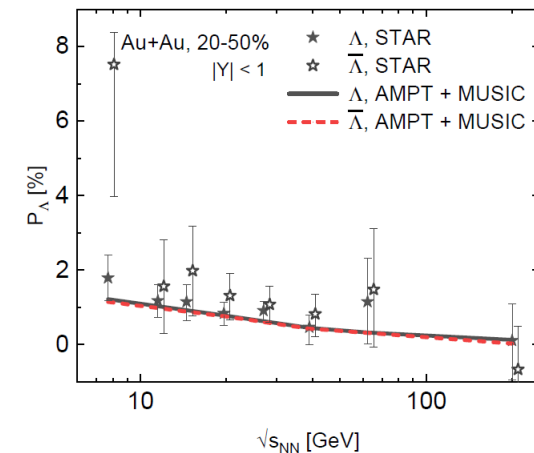 Au+Au, 20-50%
|Y| < 1
Λ, STAR
Λ̅, STAR
Λ, AMPT + MUSIC
Λ̅, AMPT + MUSIC
P_Λ [%]
8
6
4
2
0
10
100
√s_NN [GeV]